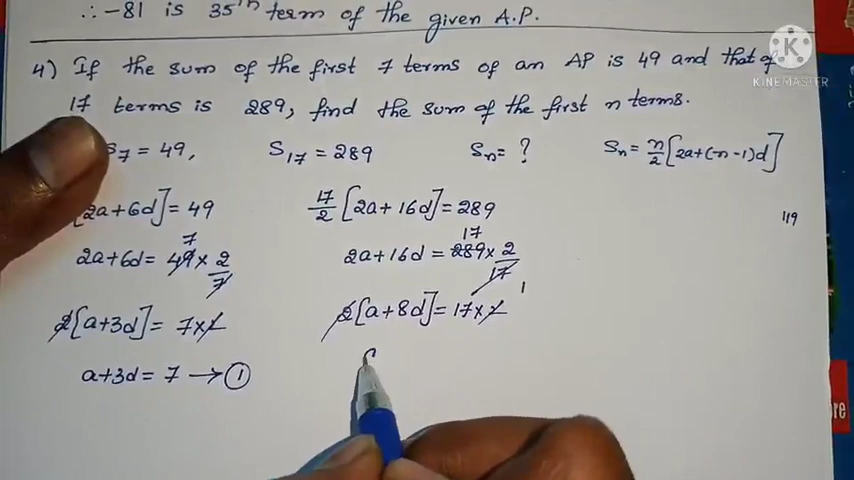 ∴ -81 is 35th term of the given A.P.
KINEMASTER
4) If the sum of the first 7 terms of an AP is 49 and that of
17 terms is 289, find the sum of the first n terms.
S7 = 49, S17 = 289 Sn = ? Sn = n/2 [2a+(n-1)d]
[2a+6d] = 49 17/2 [2a+16d] = 289
119
7 17
2a+6d = 49 × 2/7 2a+16d = 289 × 2/17
1
2[a+3d] = 7×2 2[a+8d] = 17×2
a+3d = 7 → 1